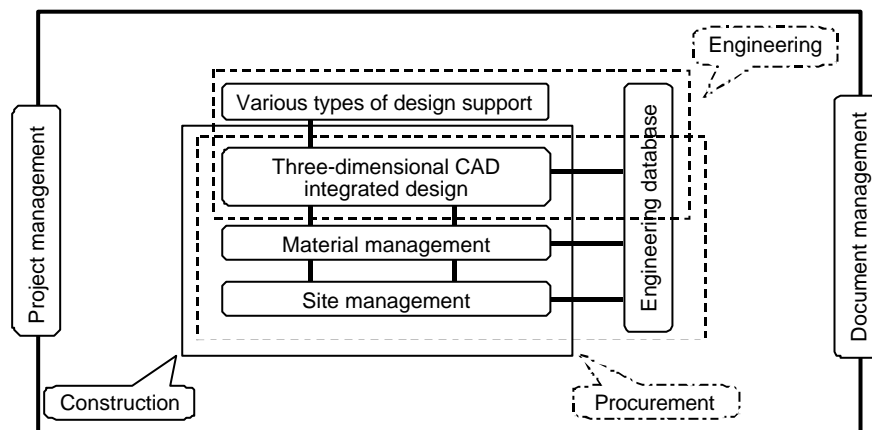 Engineering
Various types of design support
Project management
Three-dimensional CAD
integrated design
Engineering database
Document management
Material management
Site management
Construction
Procurement